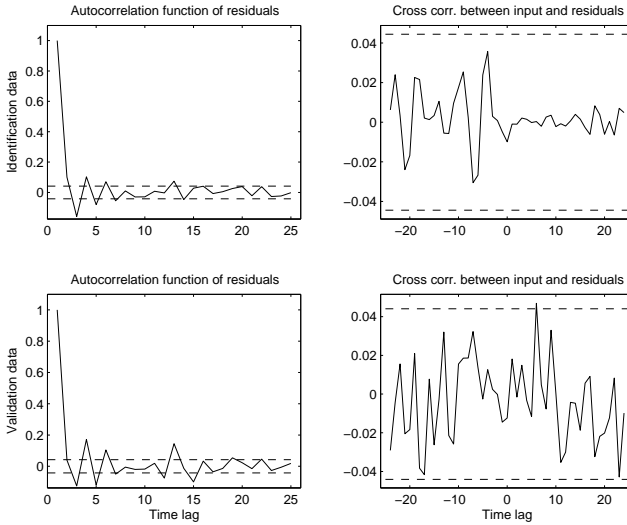 Autocorrelation function of residuals
Cross corr. between input and residuals
Identification data
1
0.8
0.6
0.4
0.2
0
0 5 10 15 20 25
0.04
0.02
0
−0.02
−0.04
−20 −10 0 10 20
Autocorrelation function of residuals
Cross corr. between input and residuals
Validation data
1
0.8
0.6
0.4
0.2
0
0 5 10 15 20 25
Time lag
0.04
0.02
0
−0.02
−0.04
−20 −10 0 10 20
Time lag